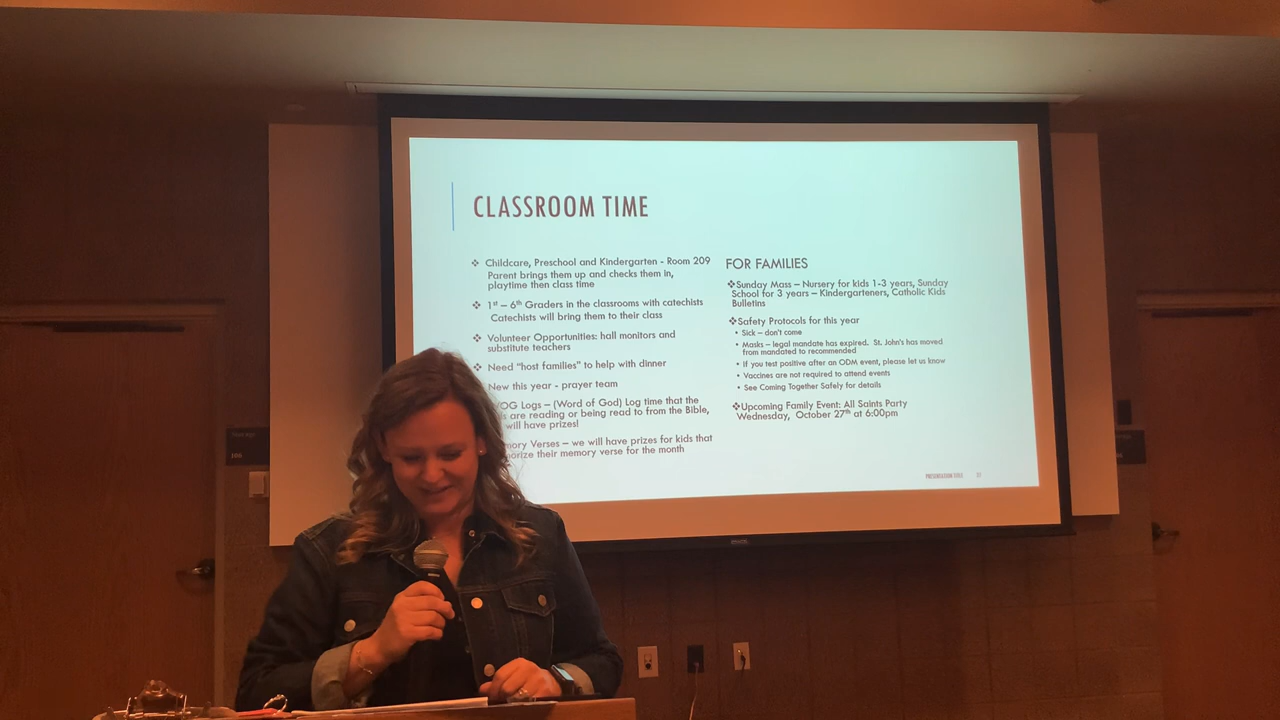 CLASSROOM TIME
❖ Childcare, Preschool and Kindergarten - Room 209
Parent brings them up and checks them in,
playtime then class time
❖ 1st – 6th Graders in the classrooms with catechists
Catechists will bring them to their class
❖ Volunteer Opportunities: hall monitors and
substitute teachers
❖ Need "host families" to help with dinner
New this year - prayer team
OG Logs – (Word of God) Log time that the
are reading or being read to from the Bible,
will have prizes!
Verses – we will have prizes for kids that
their memory verse for the month
FOR FAMILIES
❖Sunday Mass – Nursery for kids 1-3 years, Sunday
School for 3 years – Kindergarteners, Catholic Kids
Bulletins
❖Safety Protocols for this year
• Sick – don't come
• Masks – legal mandate has expired. St. John's has moved
from mandated to recommended
• If you test positive after an ODM event, please let us know
• Vaccines are not required to attend events
• See Coming Together Safely for details
❖Upcoming Family Event: All Saints Party
Wednesday, October 27th at 6:00pm
PRESENTATION TITLE